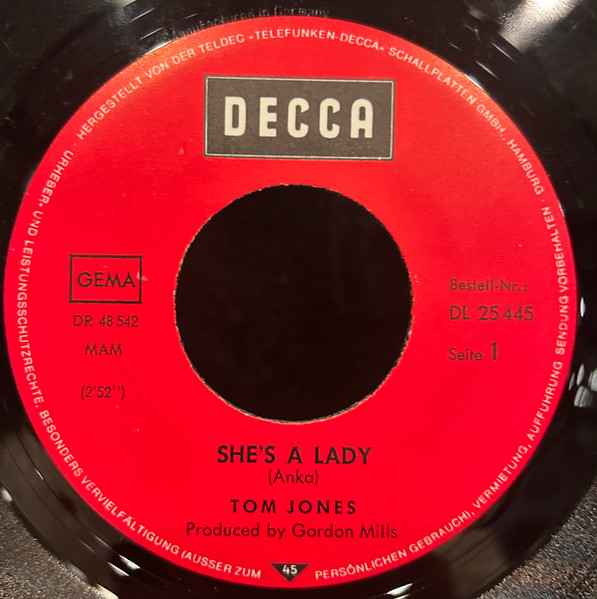 Manufactured in Germany
· HERGESTELLT VON DER TELDEC »TELEFUNKEN-DECCA« SCHALLPLATTEN GMBH., HAMBURG · SENDUNG VORBEHALTEN
DECCA
GEMA
DR 48 542
MAM
(2'52")
Bestell-Nr.:
DL 25 445
Seite 1
SHE'S A LADY
(Anka)
TOM JONES
Produced by Gordon Mills
URHEBER- UND LEISTUNGSSCHUTZRECHTE, BESONDERS VERVIELFÄLTIGUNG (AUSSER ZUM
45
PERSÖNLICHEN GEBRAUCH), VERMIETUNG, AUFFÜHRUNG